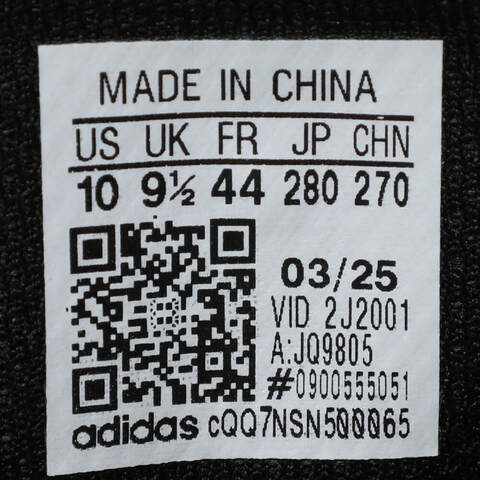 MADE IN CHINA
US UK FR JP CHN
10 9½ 44 280 270
03/25
VID 2J2001
A:JQ9805
#0900555051
adidas cQQ7NSN500065